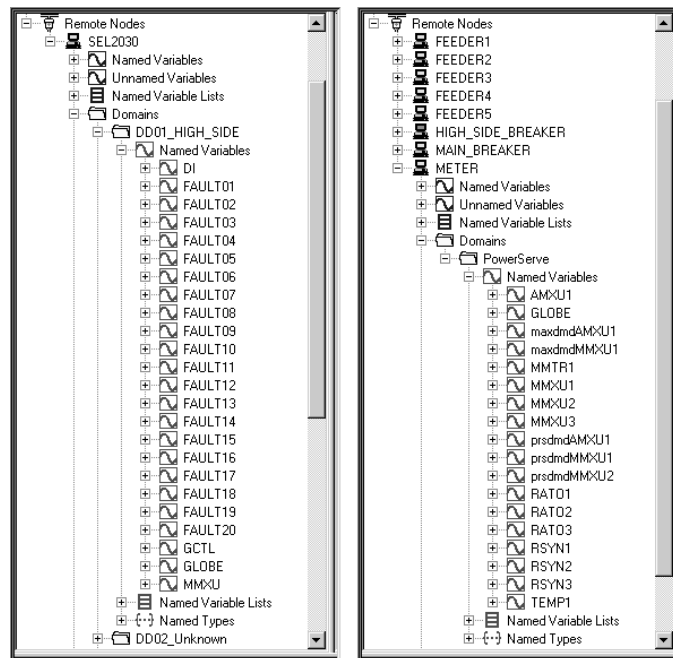 Remote Nodes
SEL2030
Named Variables
Unnamed Variables
Named Variable Lists
Domains
DD01_HIGH_SIDE
Named Variables
DI
FAULT01
FAULT02
FAULT03
FAULT04
FAULT05
FAULT06
FAULT07
FAULT08
FAULT09
FAULT10
FAULT11
FAULT12
FAULT13
FAULT14
FAULT15
FAULT16
FAULT17
FAULT18
FAULT19
FAULT20
GCTL
GLOBE
MMXU
Named Variable Lists
Named Types
DD02_Unknown
Remote Nodes
FEEDER1
FEEDER2
FEEDER3
FEEDER4
FEEDER5
HIGH_SIDE_BREAKER
MAIN_BREAKER
METER
Named Variables
Unnamed Variables
Named Variable Lists
Domains
PowerServe
Named Variables
AMXU1
GLOBE
maxdmdAMXU1
maxdmdMMXU1
MMTR1
MMXU1
MMXU2
MMXU3
prsdmdAMXU1
prsdmdMMXU1
prsdmdMMXU2
RATO1
RATO2
RATO3
RSYN1
RSYN2
RSYN3
TEMP1
Named Variable Lists
Named Types